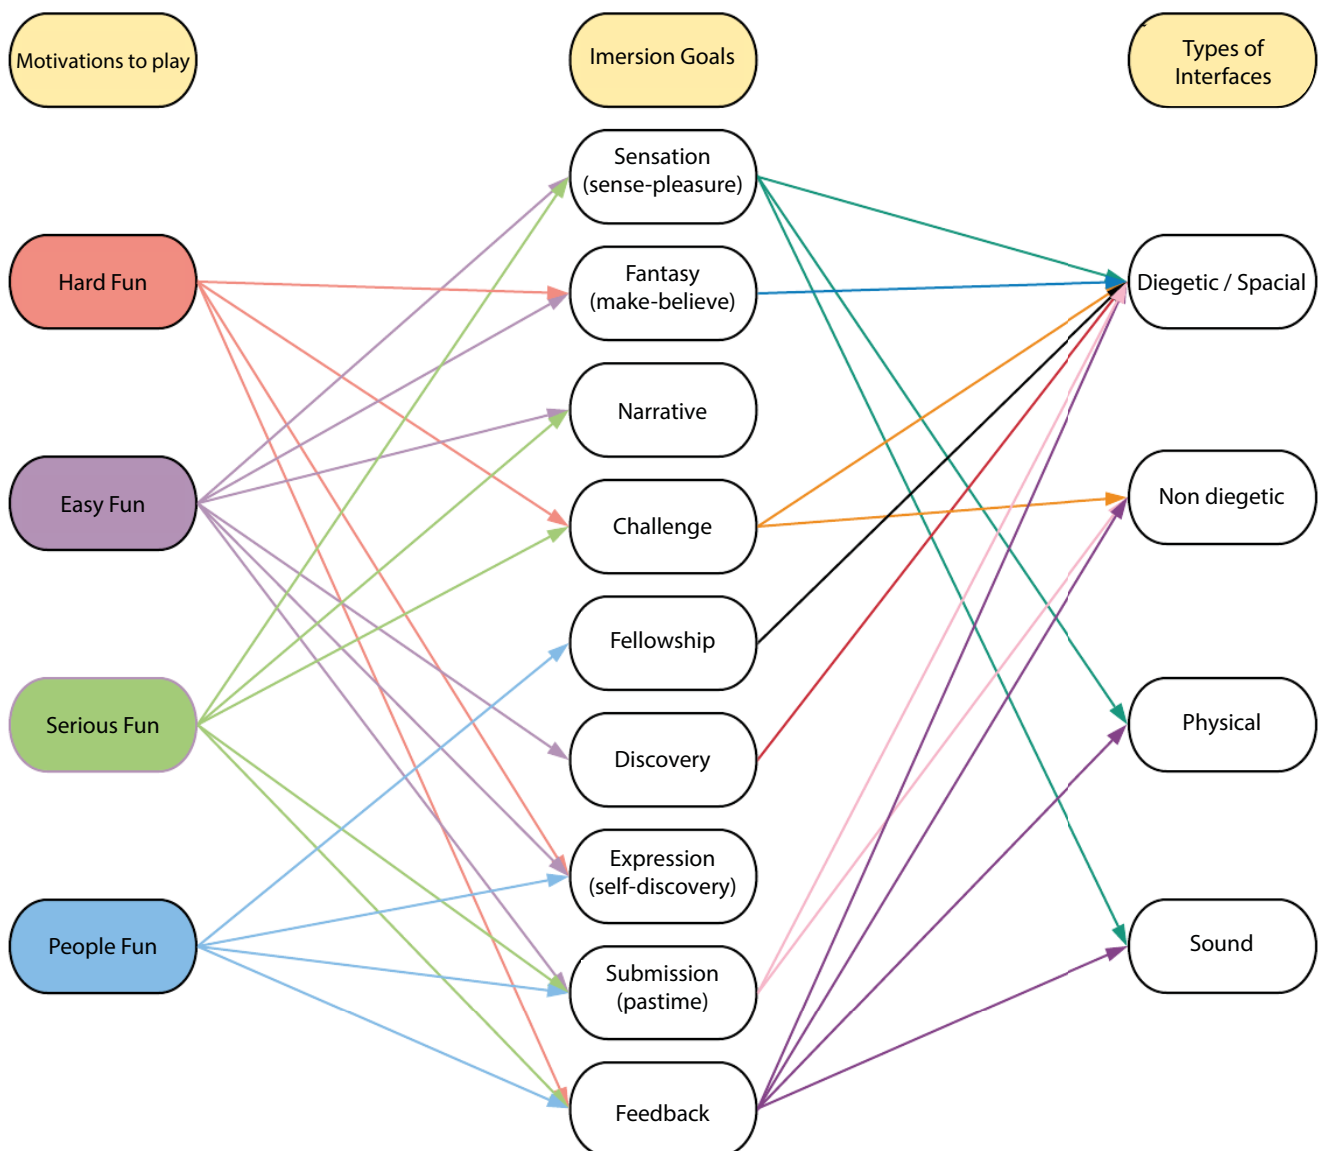 Motivations to play
Imersion Goals
Types of
Interfaces
Hard Fun
Easy Fun
Serious Fun
People Fun
Sensation
(sense-pleasure)
Fantasy
(make-believe)
Narrative
Challenge
Fellowship
Discovery
Expression
(self-discovery)
Submission
(pastime)
Feedback
Diegetic / Spacial
Non diegetic
Physical
Sound